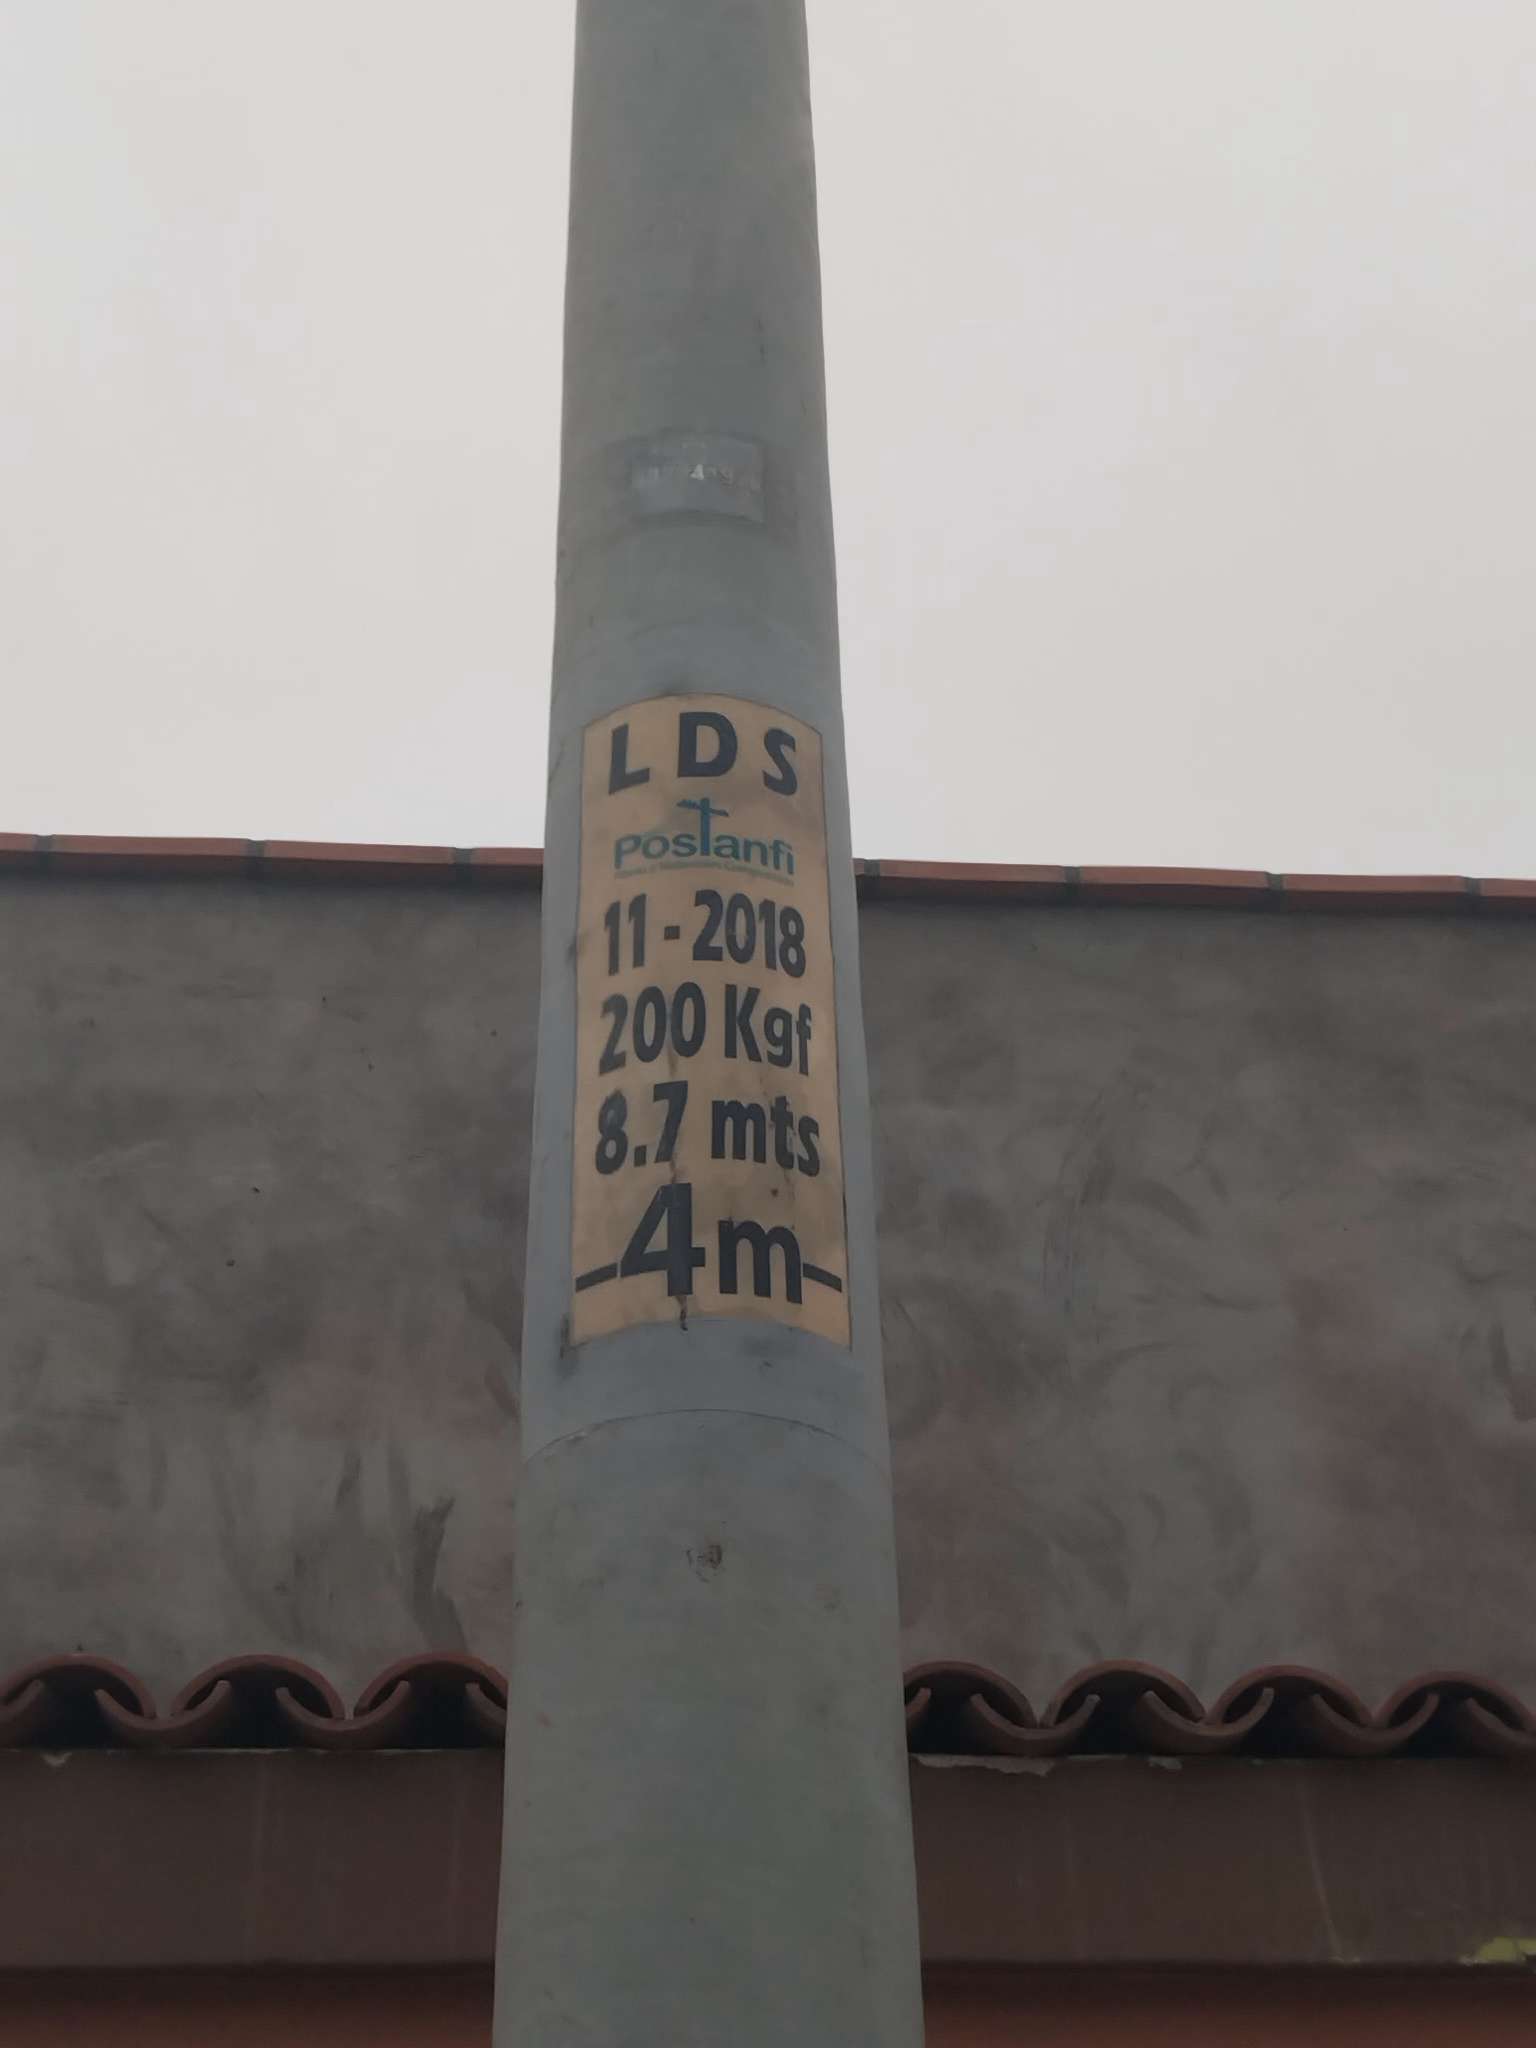 LDS
Postanfi
11-2018
200 Kgf
8.7 mts
-4m-